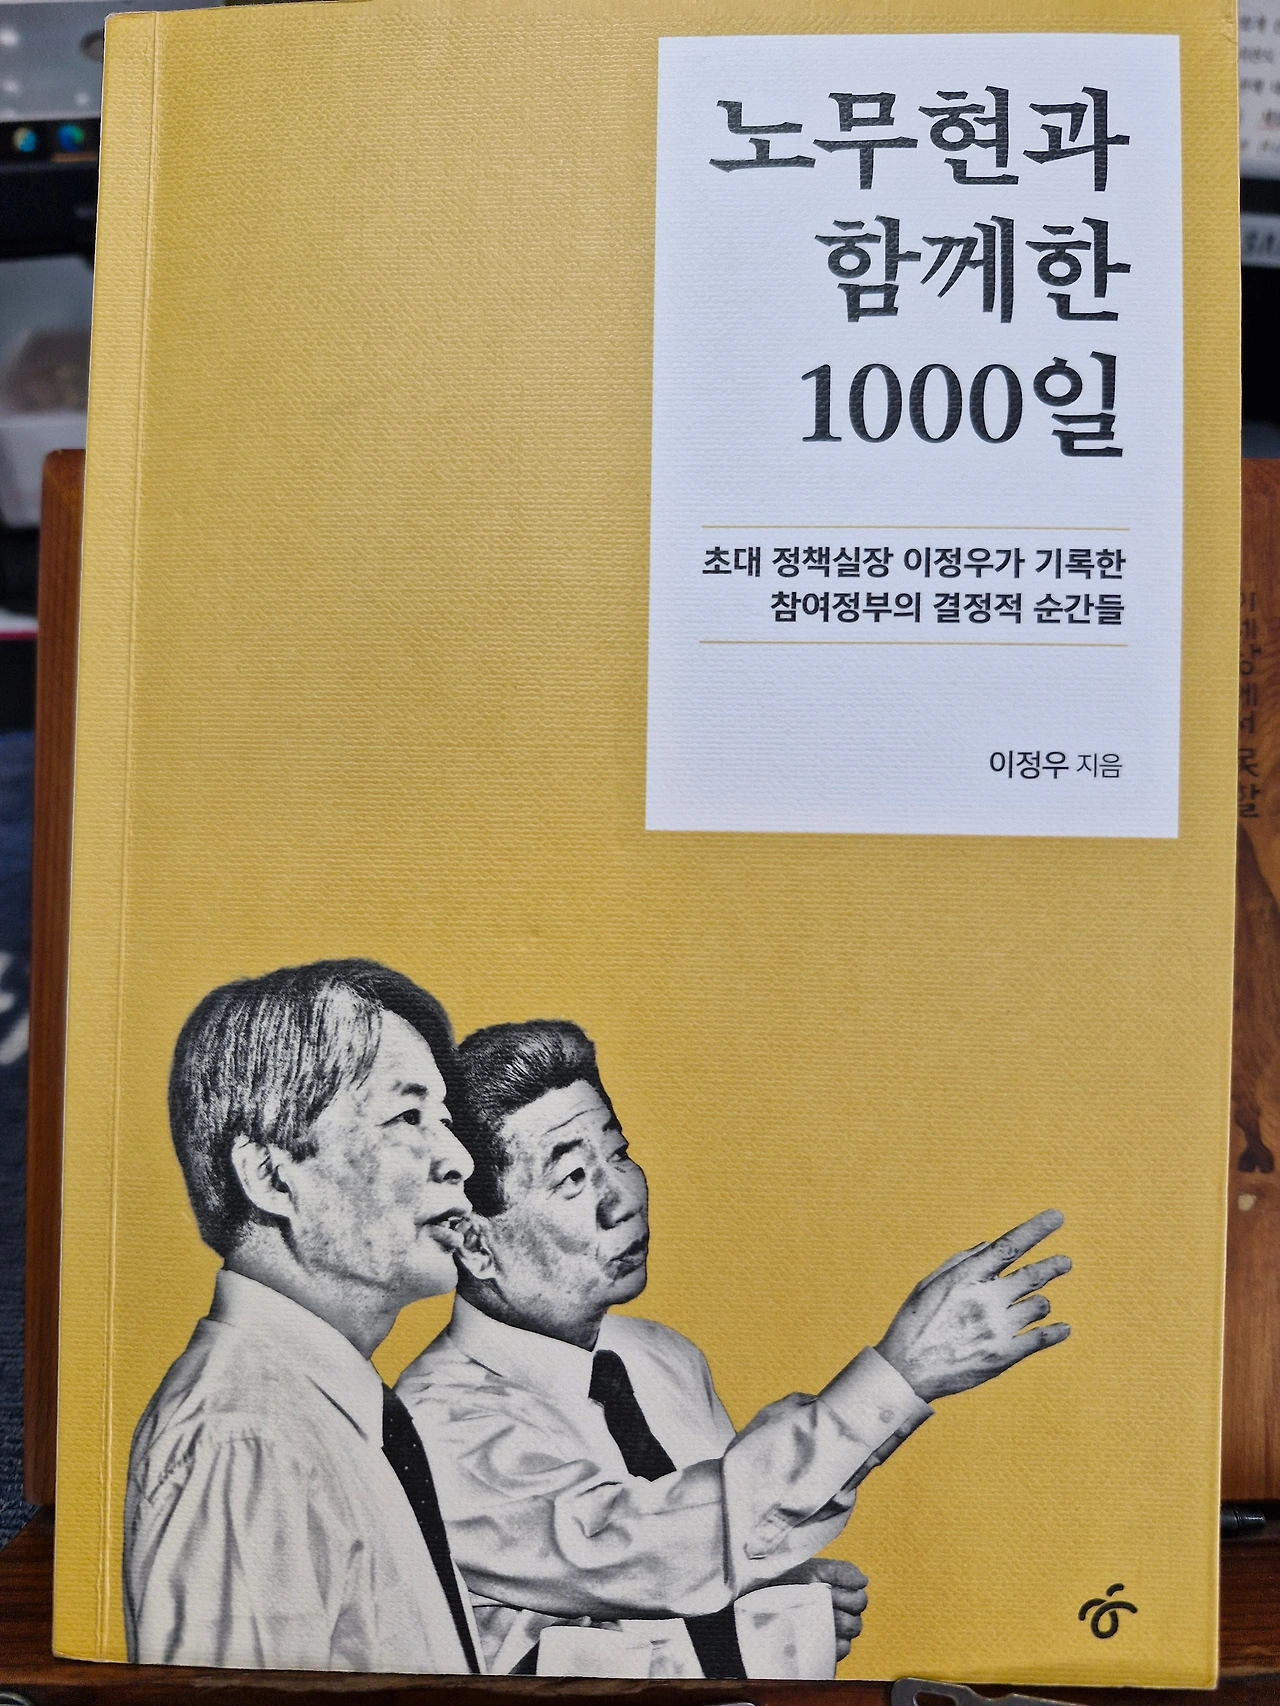 노무현과
함께한
1000일
초대 정책실장 이정우가 기록한
참여정부의 결정적 순간들
이정우 지음